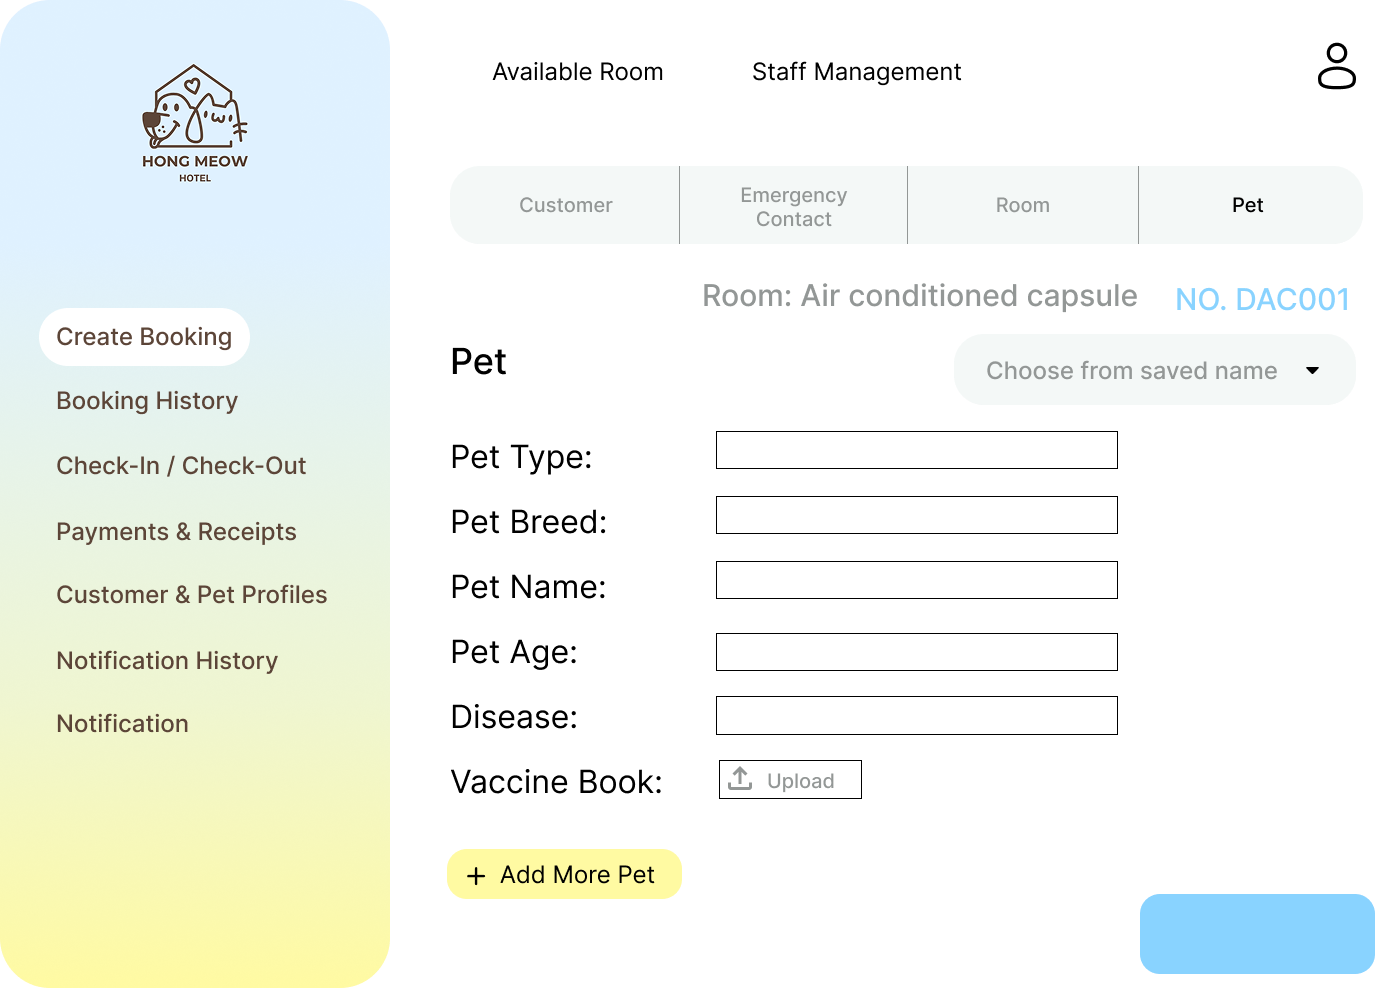 HONG MEOW
HOTEL
Create Booking
Booking History
Check-In / Check-Out
Payments & Receipts
Customer & Pet Profiles
Notification History
Notification
Available Room
Staff Management
Customer
Emergency
Contact
Room
Pet
Room: Air conditioned capsule
NO. DAC001
Pet
Choose from saved name
Pet Type:
Pet Breed:
Pet Name:
Pet Age:
Disease:
Vaccine Book:
Upload
+ Add More Pet